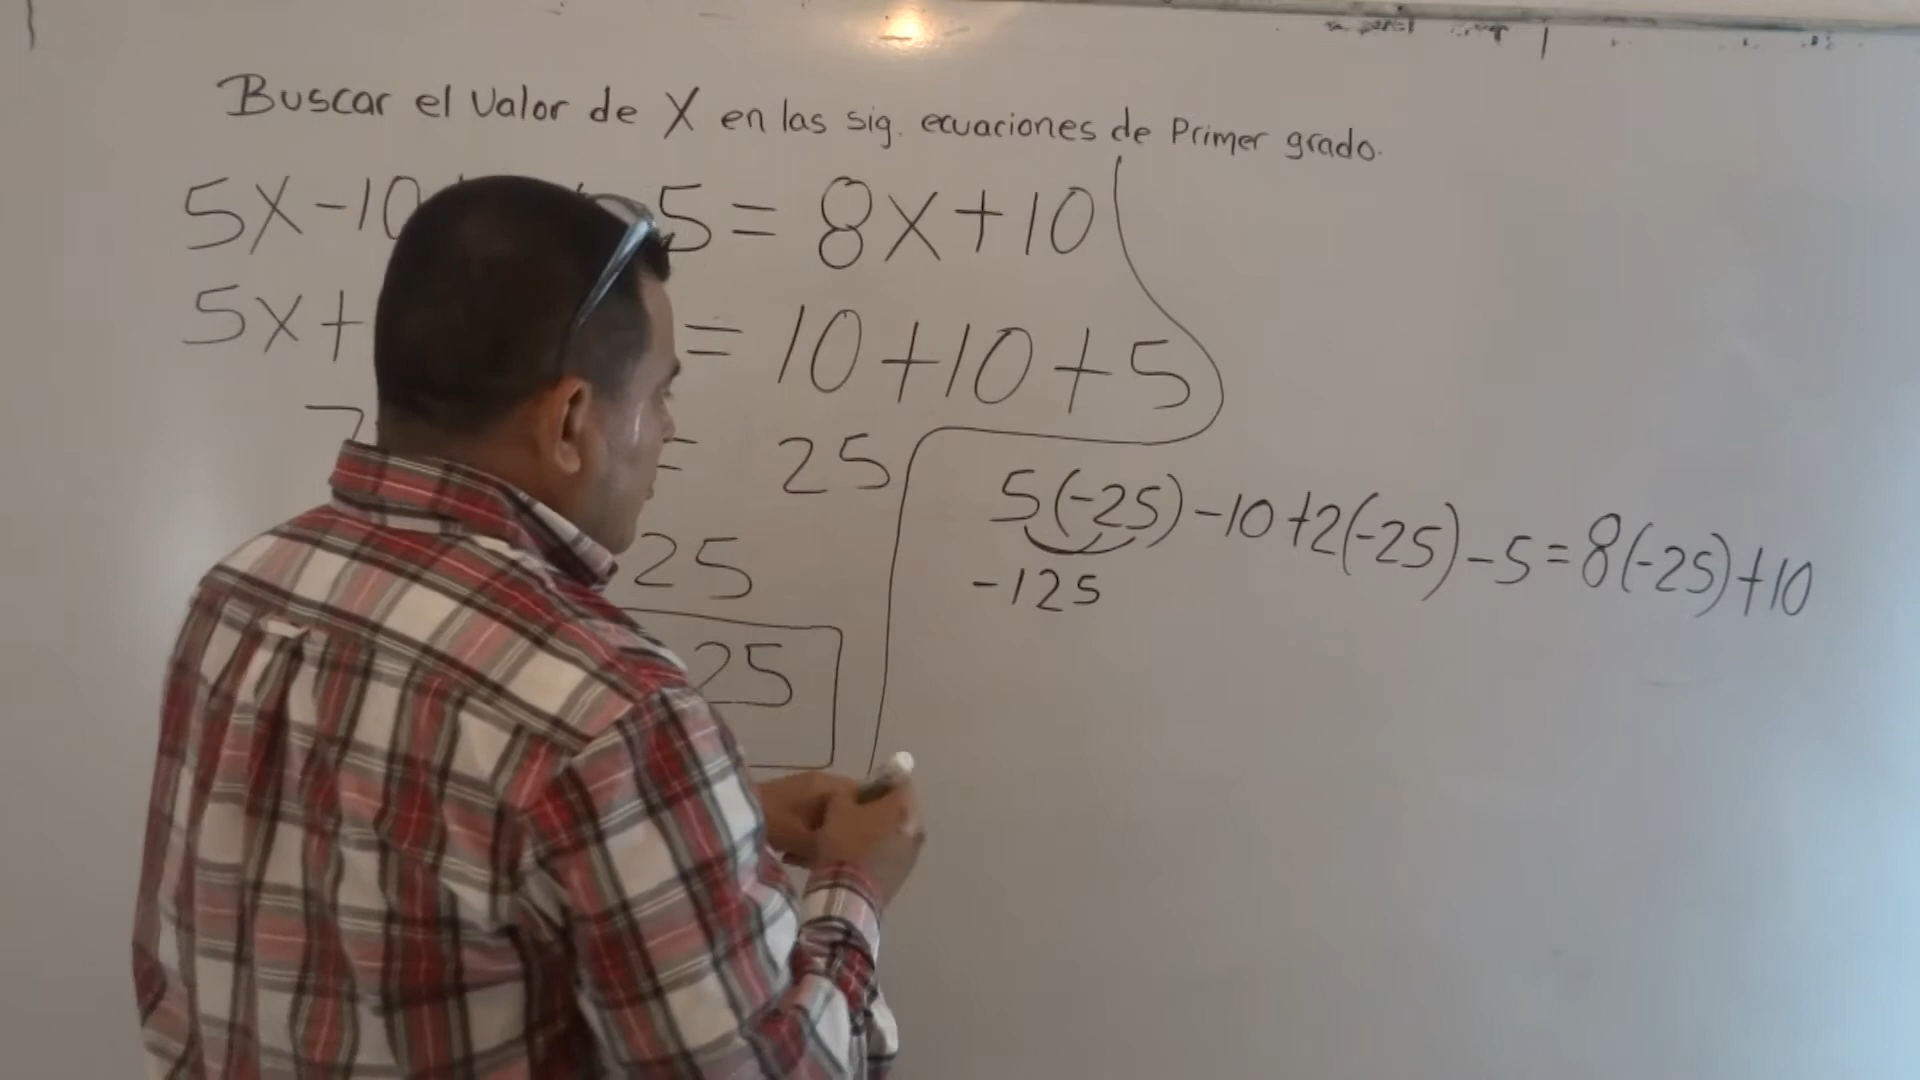 Buscar el valor de X en las sig. ecuaciones de Primer grado.
5x-10 5 = 8x+10
5x+ = 10+10+5
7 = 25
25
25
5(-25)-10+2(-25)-5=8(-25)+10
-125